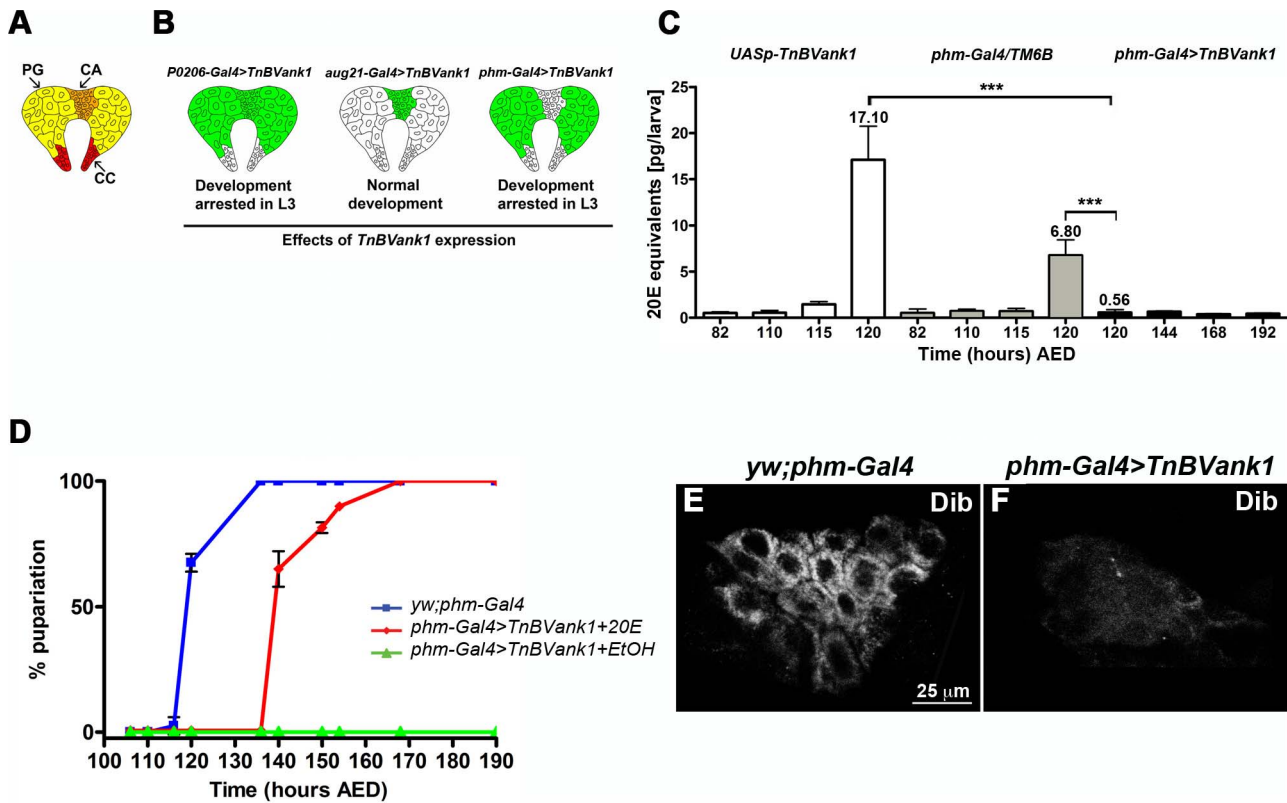 A
PG
CA
CC
B
P0206-Gal4>TnBVank1
aug21-Gal4>TnBVank1
phm-Gal4>TnBVank1
Development
arrested in L3
Normal
development
Development
arrested in L3
Effects of TnBVank1 expression
C
UASp-TnBVank1
phm-Gal4/TM6B
phm-Gal4>TnBVank1
20E equivalents [pg/larva]
25
20
15
10
5
0
***
17.10
***
6.80
0.56
82 110 115 120 82 110 115 120 120 144 168 192
Time (hours) AED
D
% pupariation
100
50
0
yw;phm-Gal4
phm-Gal4>TnBVank1+20E
phm-Gal4>TnBVank1+EtOH
100 110 120 130 140 150 160 170 180 190
Time (hours AED)
yw;phm-Gal4
E
Dib
25 μm
phm-Gal4>TnBVank1
F
Dib